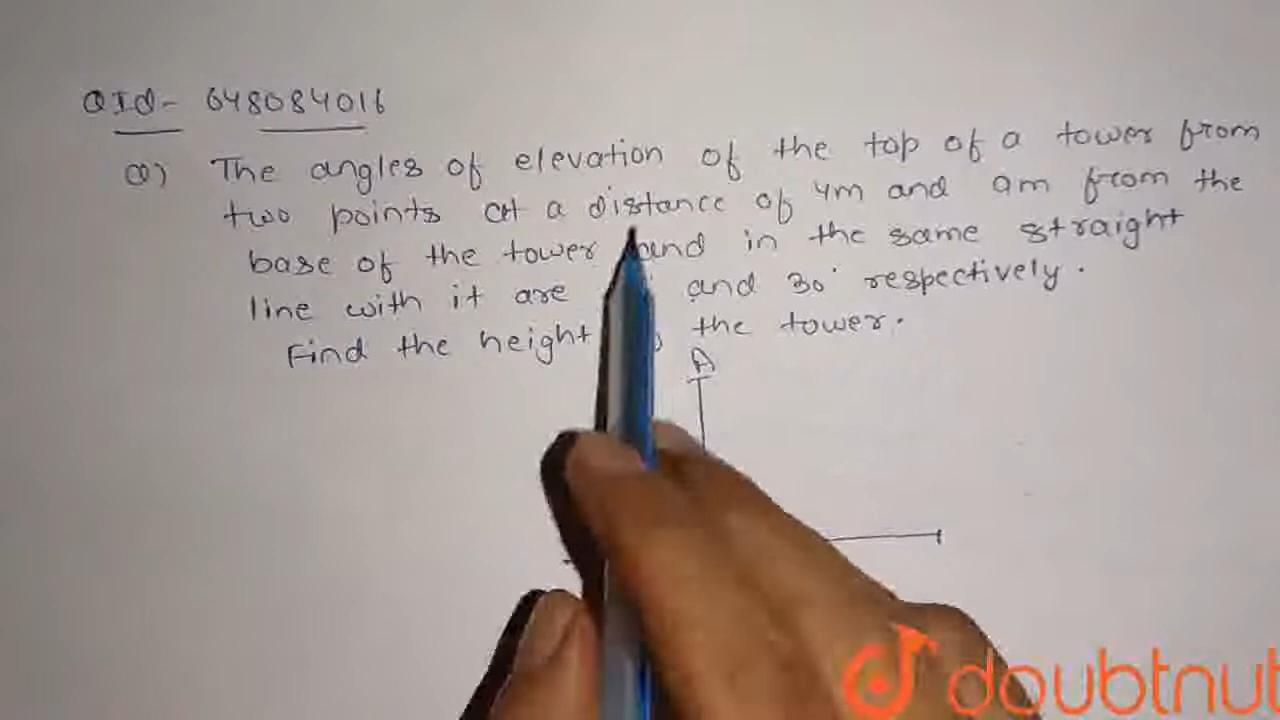 QId- 648084016
Q) The angles of elevation of the top of a tower from
two points at a distance of 4m and 9m from the
base of the tower and in the same straight
line with it are and 30° respectively.
Find the height the tower.
A
doubtnut